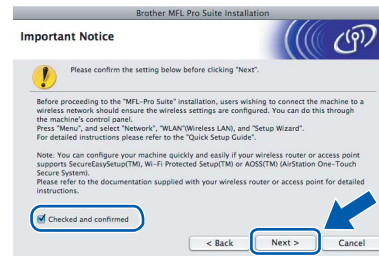 Brother MFL Pro Suite Installation
Important Notice
Please confirm the setting below before clicking "Next".
Before proceeding to the "MFL-Pro Suite" installation, users wishing to connect the machine to a
wireless network should ensure the wireless settings are configured. You can do this through
the machine's control panel.
Press "Menu", and select "Network", "WLAN"(Wireless LAN), and "Setup Wizard".
For detailed instructions please refer to the "Quick Setup Guide".
Note: You can configure your machine quickly and easily if your wireless router or access point
supports SecureEasySetup(TM), Wi-Fi Protected Setup(TM) or AOSS(TM) (AirStation One-Touch
Secure System).
Please refer to the documentation supplied with your wireless router or access point for detailed
instructions.
Checked and confirmed
< Back Next > Cancel